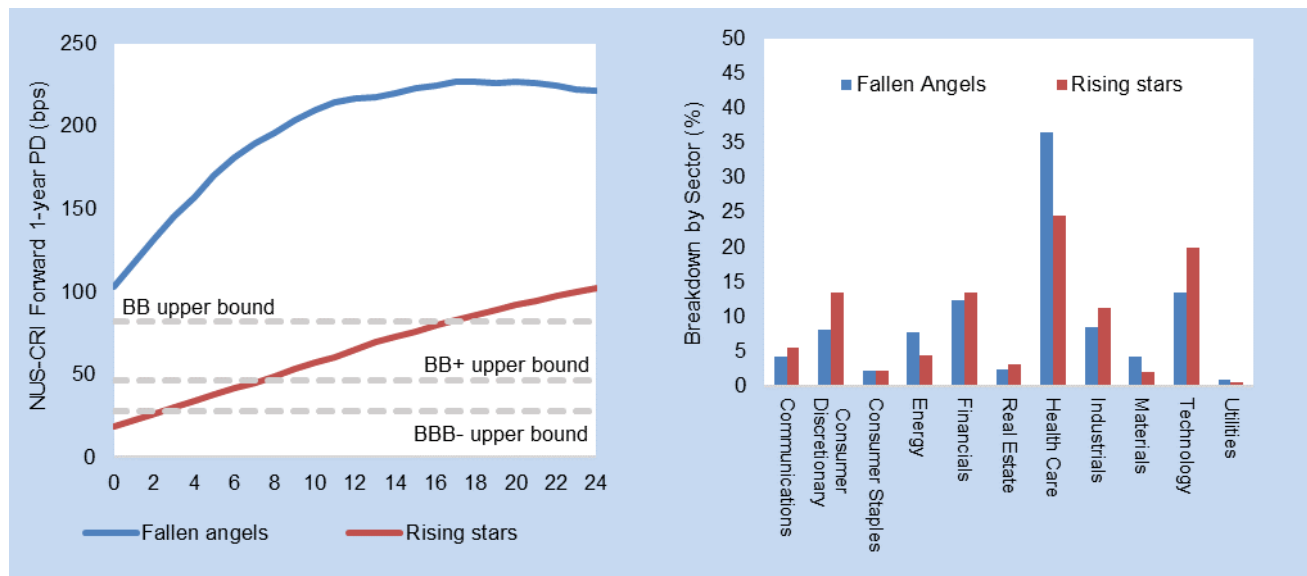 NUS-CRI Forward 1-year PD (bps)
250
200
150
100
50
0
BB upper bound
BB+ upper bound
BBB- upper bound
0 2 4 6 8 10 12 14 16 18 20 22 24
Fallen angels Rising stars
Breakdown by Sector (%)
50
45
40
35
30
25
20
15
10
5
0
Fallen Angels Rising stars
Communications
Consumer
Discretionary
Consumer Staples
Energy
Financials
Real Estate
Health Care
Industrials
Materials
Technology
Utilities